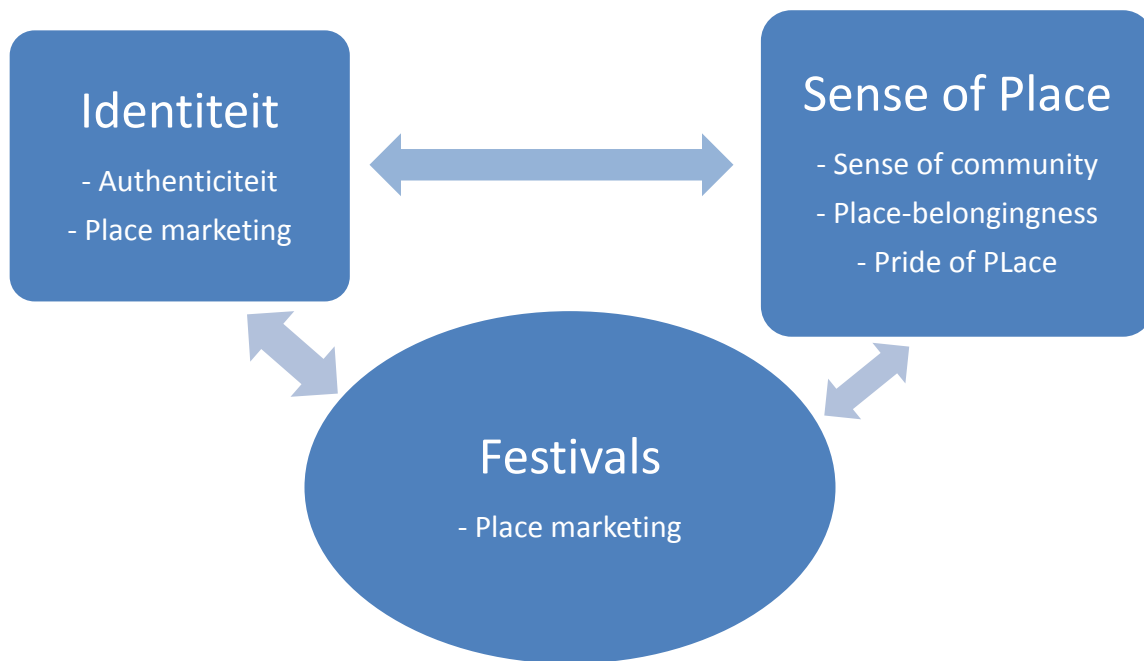 Identiteit
- Authenticiteit
- Place marketing
Sense of Place
- Sense of community
- Place-belongingness
- Pride of PLace
Festivals
- Place marketing